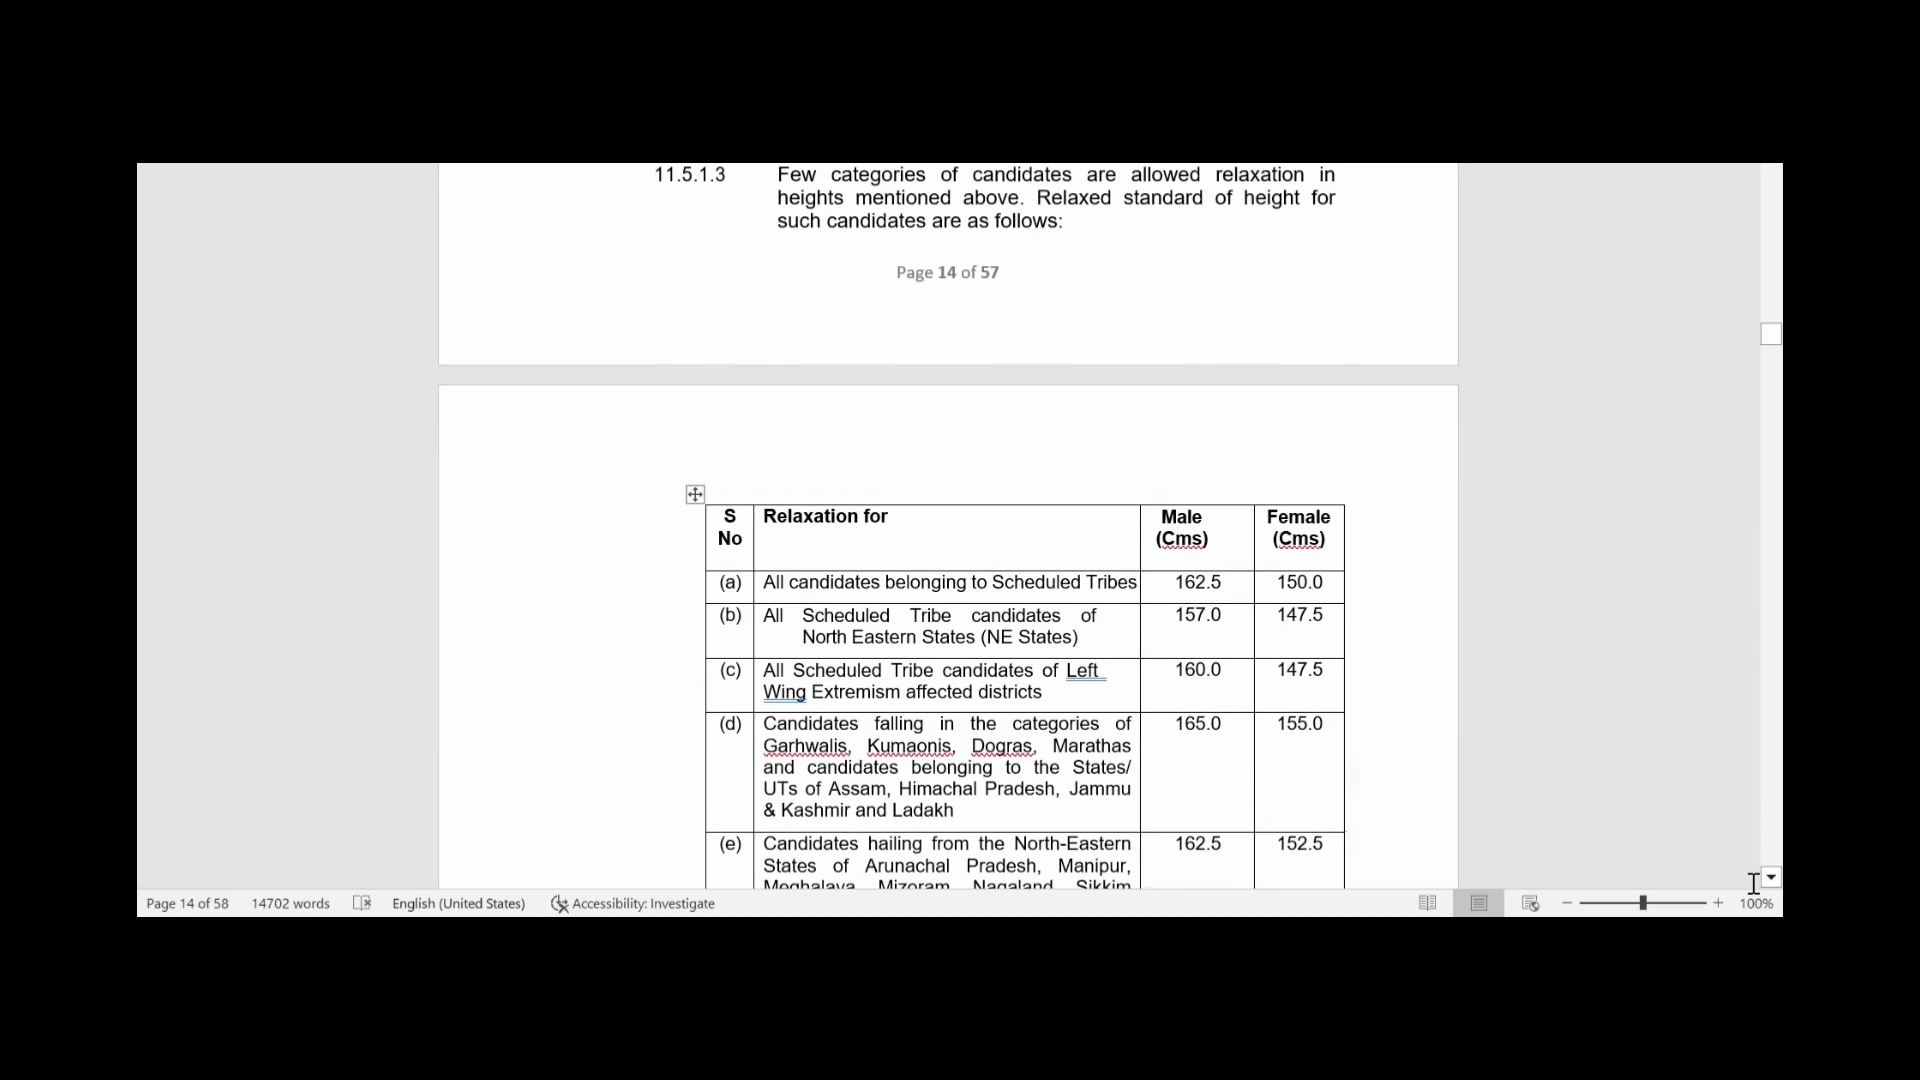 11.5.1.3 Few categories of candidates are allowed relaxation in
heights mentioned above. Relaxed standard of height for
such candidates are as follows:
Page 14 of 57
S No Relaxation for Male (Cms) Female (Cms)
(a) All candidates belonging to Scheduled Tribes 162.5 150.0
(b) All Scheduled Tribe candidates of 157.0 147.5
North Eastern States (NE States)
(c) All Scheduled Tribe candidates of Left 160.0 147.5
Wing Extremism affected districts
(d) Candidates falling in the categories of 165.0 155.0
Garhwalis, Kumaonis, Dogras, Marathas
and candidates belonging to the States/
UTs of Assam, Himachal Pradesh, Jammu
& Kashmir and Ladakh
(e) Candidates hailing from the North-Eastern 162.5 152.5
States of Arunachal Pradesh, Manipur,
Meghalaya, Mizoram, Nagaland, Sikkim
Page 14 of 58 14702 words English (United States) Accessibility: Investigate 100%